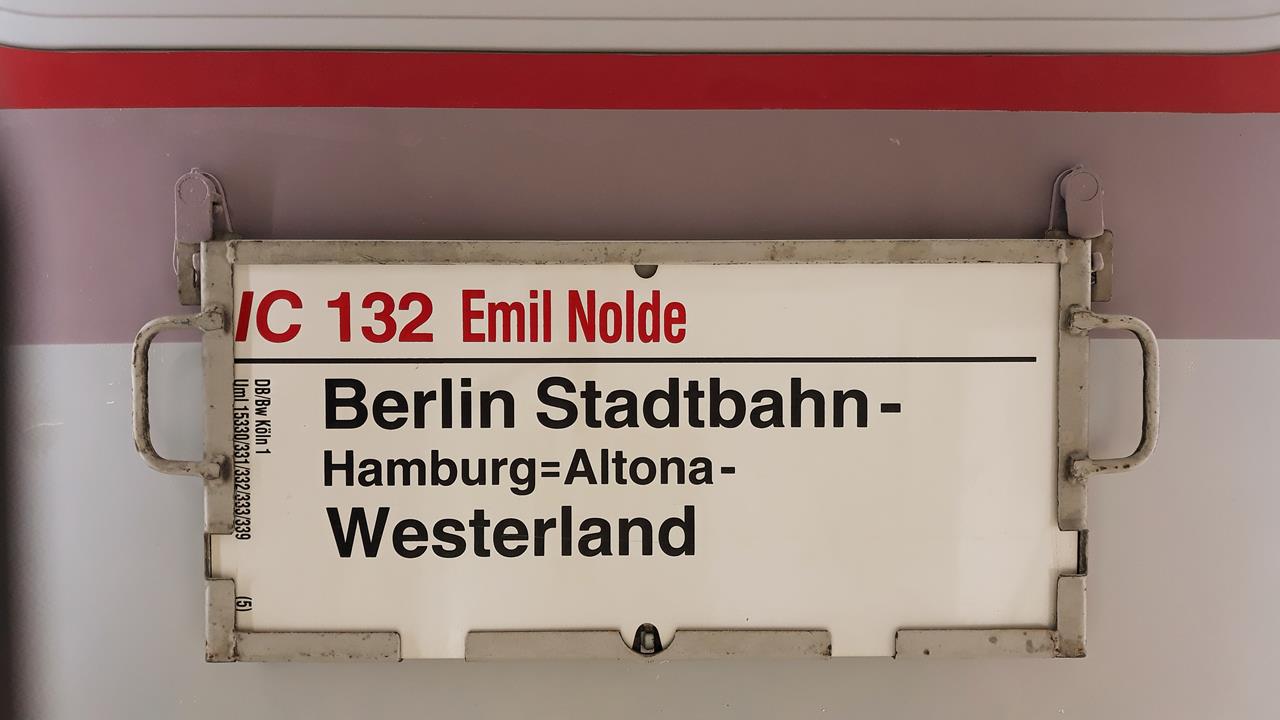 IC 132 Emil Nolde
Berlin Stadtbahn-
Hamburg=Altona-
Westerland
DB/Bw Köln 1
Uml 15330/331/332/333/339 (5)